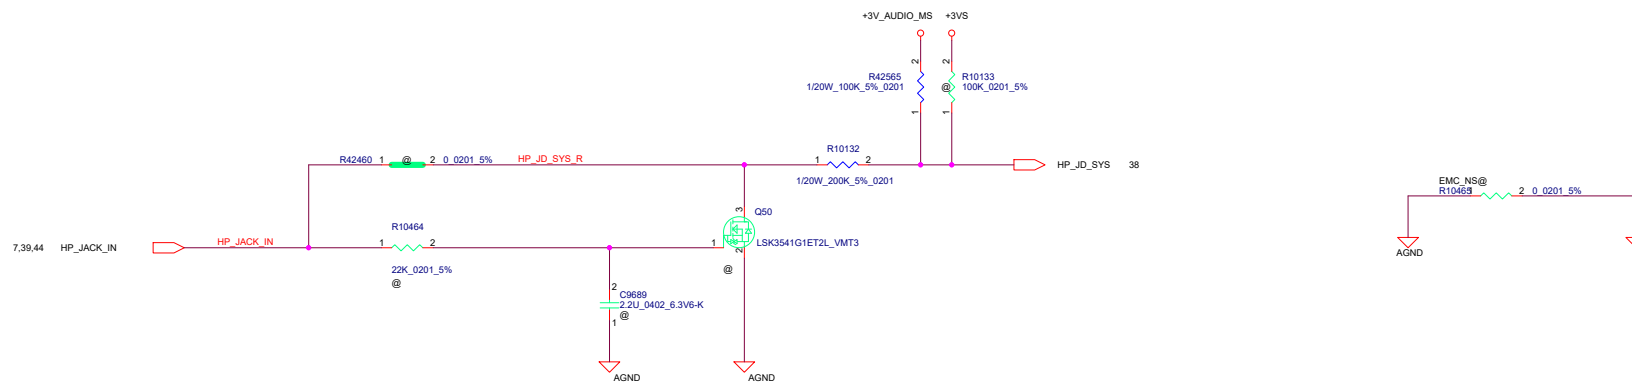 +3V_AUDIO_MS +3VS
2 2
R42565 R10133
1/20W_100K_5%_0201 @ 100K_0201_5%
1 1
R10132
R42460 1 @ 2 0_0201_5% HP_JD_SYS_R 1 2 HP_JD_SYS 38
1/20W_200K_5%_0201
EMC_NS@
R10465 1 2 0_0201_5%
3 Q50
R10464
7,39,44 HP_JACK_IN HP_JACK_IN 1 2 1 LSK3541G1ET2L_VMT3
2
AGND
22K_0201_5% @
@
2
C9689
2.2U_0402_6.3V6-K
@
1
AGND AGND